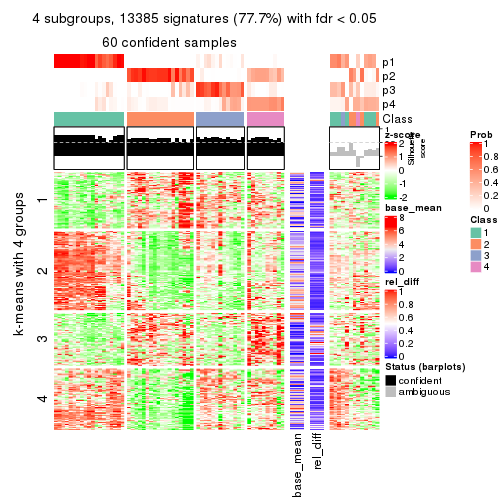 4 subgroups, 13385 signatures (77.7%) with fdr < 0.05
60 confident samples
p1
p2
p3
p4
Class
1
Silhouette
score
k-means with 4 groups
1
2
3
4
base_mean
rel_diff
z-score
2
1
0
-1
-2
base_mean
8
6
4
2
0
rel_diff
1
0.8
0.6
0.4
0.2
0
Status (barplots)
confident
ambiguous
Prob
1
0.8
0.6
0.4
0.2
0
Class
1
2
3
4